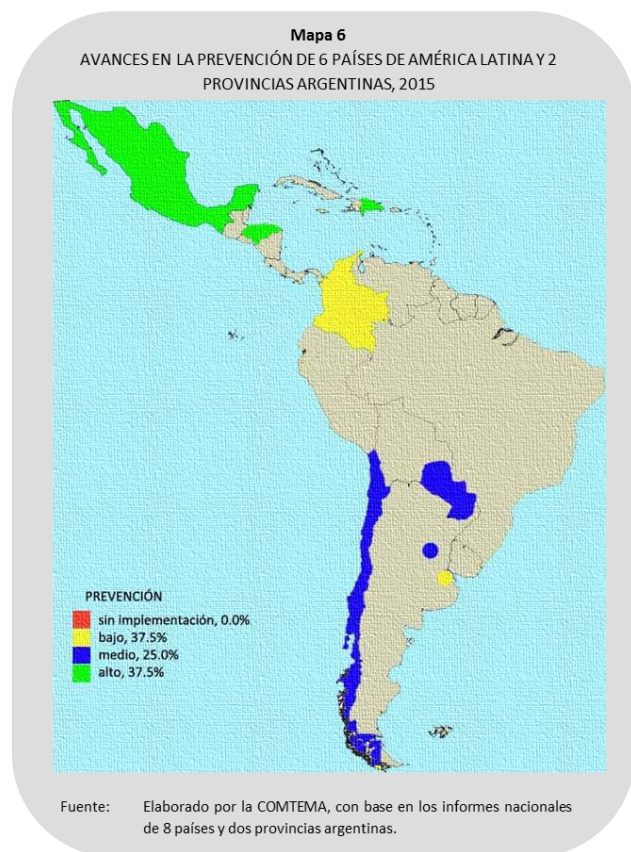 Mapa 6
AVANCES EN LA PREVENCIÓN DE 6 PAÍSES DE AMÉRICA LATINA Y 2
PROVINCIAS ARGENTINAS, 2015
PREVENCIÓN
sin implementación, 0.0%
bajo, 37.5%
medio, 25.0%
alto, 37.5%
Fuente: Elaborado por la COMTEMA, con base en los informes nacionales
de 8 países y dos provincias argentinas.